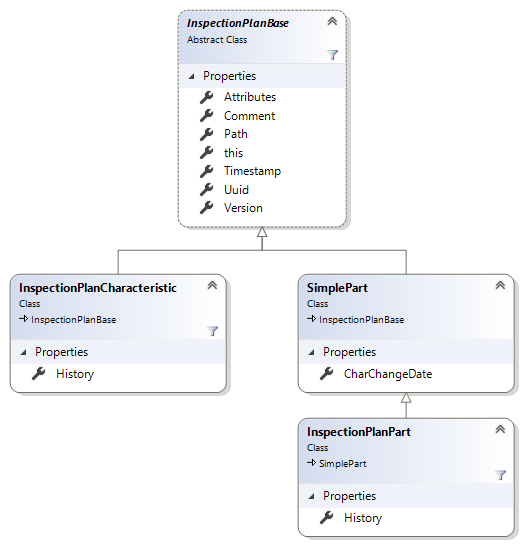 InspectionPlanBase
Abstract Class
Properties
Attributes
Comment
Path
this
Timestamp
Uuid
Version
InspectionPlanCharacteristic
Class
InspectionPlanBase
Properties
History
SimplePart
Class
InspectionPlanBase
Properties
CharChangeDate
InspectionPlanPart
Class
SimplePart
Properties
History